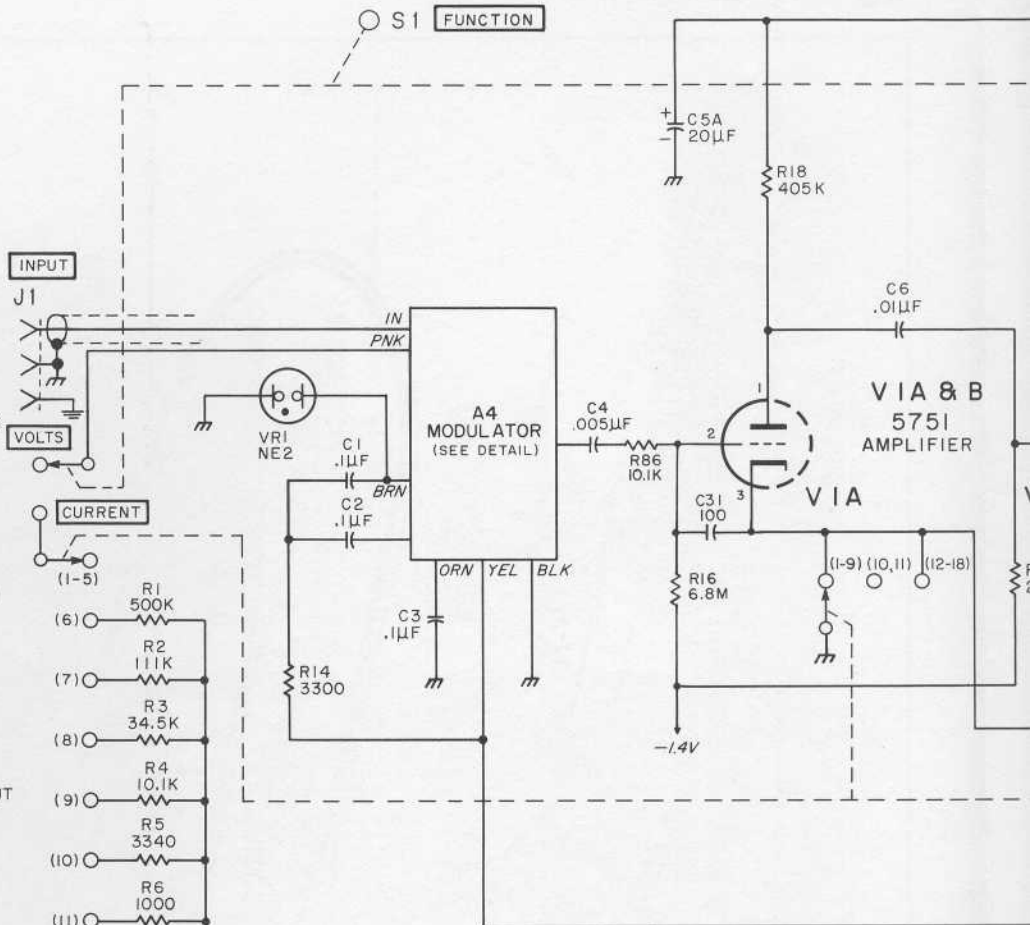 S1 FUNCTION
C5A
20µF
+
−
R18
405K
INPUT
J1
C6
.01µF
IN
PNK
A4
MODULATOR
(SEE DETAIL)
VR1
NE2
C1
.1µF
BRN
C2
.1µF
C4
.005µF
R86
10.1K
1
2
3
V1A & B
5751
AMPLIFIER
V1A
VOLTS
CURRENT
(1-5)
C31
100
(1-9) (10,11) (12-18)
ORN YEL BLK
C3
.1µF
R14
3300
R16
6.8M
R
2
V
−1.4V
R1
500K
(6)
R2
111K
(7)
R3
34.5K
(8)
R4
10.1K
(9)
R5
3340
(10)
R6
1000
(11)